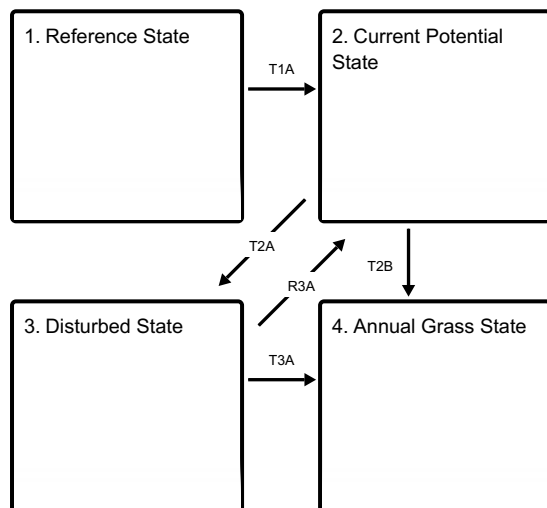 1. Reference State
2. Current Potential
State
T1A
T2A
R3A
T2B
3. Disturbed State
4. Annual Grass State
T3A